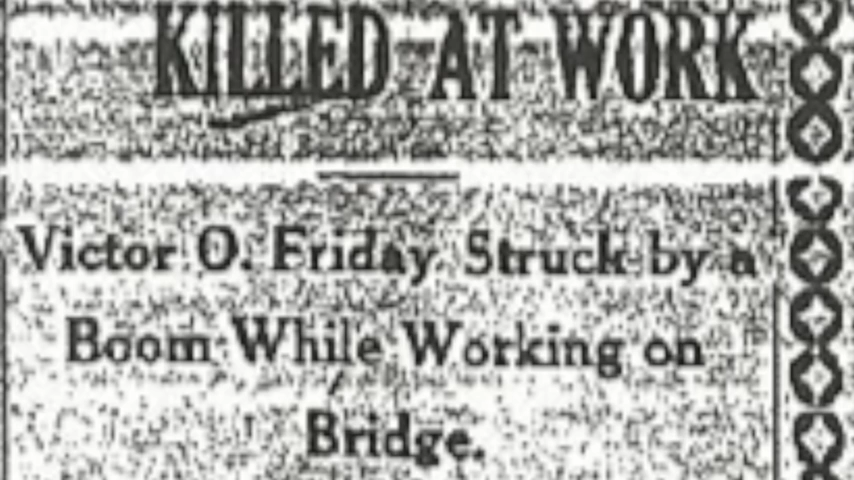 KILLED AT WORK
Victor O. Friday Struck by a
Boom While Working on
Bridge.